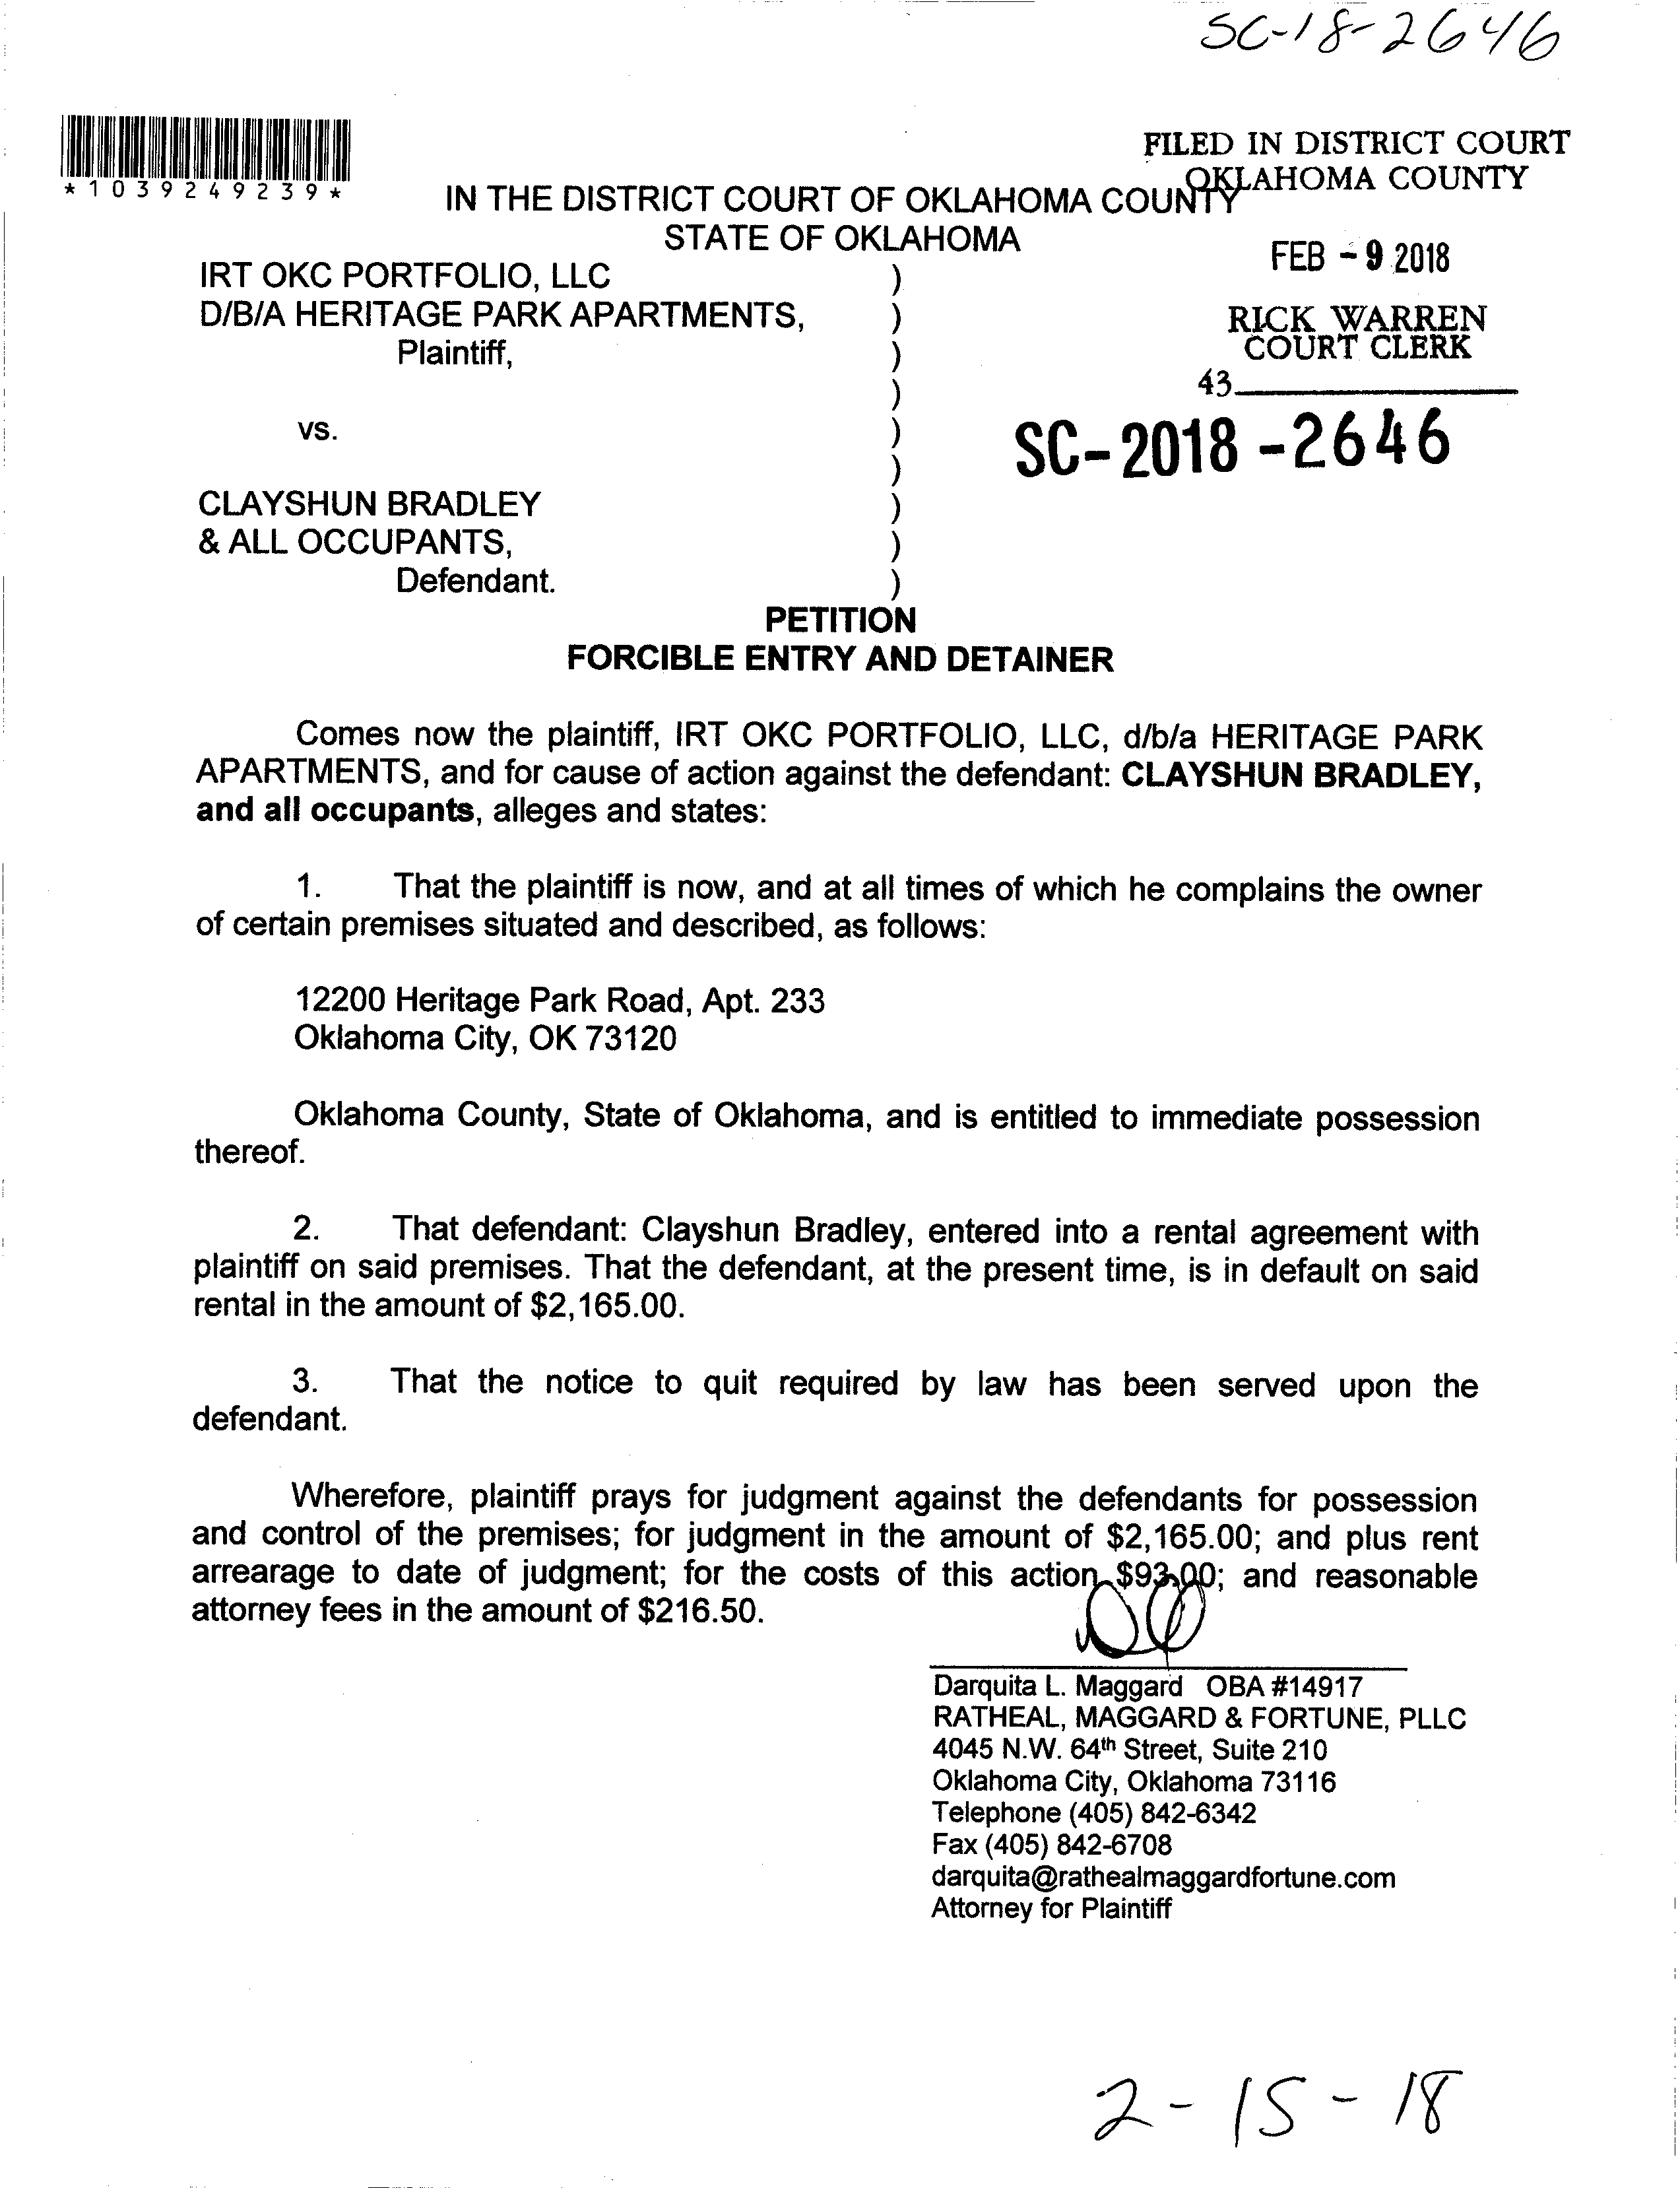 SC-18-2646
FILED IN DISTRICT COURT
OKLAHOMA COUNTY
*1039249239*
IN THE DISTRICT COURT OF OKLAHOMA COUNTY
STATE OF OKLAHOMA
FEB - 9 2018
IRT OKC PORTFOLIO, LLC )
D/B/A HERITAGE PARK APARTMENTS, )
RICK WARREN
COURT CLERK
Plaintiff, )
)
43
vs. )
SC-2018-2646
)
CLAYSHUN BRADLEY )
& ALL OCCUPANTS, )
Defendant. )
PETITION
FORCIBLE ENTRY AND DETAINER
Comes now the plaintiff, IRT OKC PORTFOLIO, LLC, d/b/a HERITAGE PARK
APARTMENTS, and for cause of action against the defendant: CLAYSHUN BRADLEY,
and all occupants, alleges and states:
1. That the plaintiff is now, and at all times of which he complains the owner
of certain premises situated and described, as follows:
12200 Heritage Park Road, Apt. 233
Oklahoma City, OK 73120
Oklahoma County, State of Oklahoma, and is entitled to immediate possession
thereof.
2. That defendant: Clayshun Bradley, entered into a rental agreement with
plaintiff on said premises. That the defendant, at the present time, is in default on said
rental in the amount of $2,165.00.
3. That the notice to quit required by law has been served upon the
defendant.
Wherefore, plaintiff prays for judgment against the defendants for possession
and control of the premises; for judgment in the amount of $2,165.00; and plus rent
arrearage to date of judgment; for the costs of this action $93.00; and reasonable
attorney fees in the amount of $216.50.
Darquita L. Maggard OBA #14917
RATHEAL, MAGGARD & FORTUNE, PLLC
4045 N.W. 64th Street, Suite 210
Oklahoma City, Oklahoma 73116
Telephone (405) 842-6342
Fax (405) 842-6708
darquita@rathealmaggardfortune.com
Attorney for Plaintiff
2-15-18